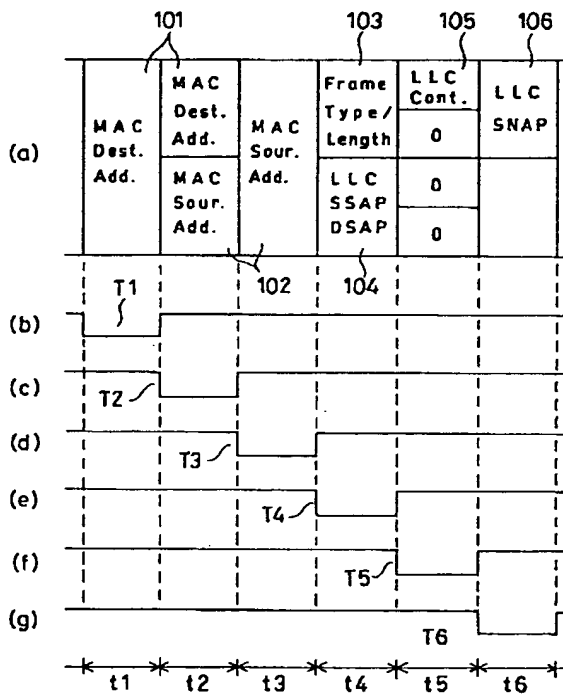 101
103
105
106
(a)
MAC
Dest.
Add.
MAC
Dest.
Add.
MAC
Sour.
Add.
MAC
Sour.
Add.
Frame
Type/
Length
LLC
SSAP
DSAP
LLC
Cont.
0
0
0
LLC
SNAP
102
104
(b)
T1
(c)
T2
(d)
T3
(e)
T4
(f)
T5
(g)
T6
t1
t2
t3
t4
t5
t6